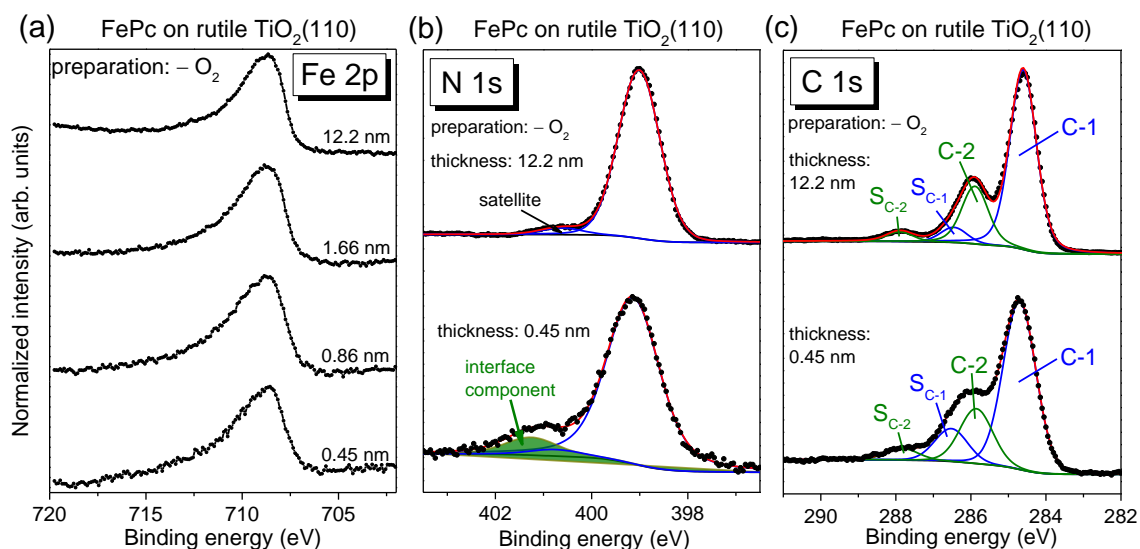 (a) FePc on rutile TiO₂(110)
preparation: – O₂
Fe 2p
12.2 nm
1.66 nm
0.86 nm
0.45 nm
Normalized intensity (arb. units)
720 715 710 705
Binding energy (eV)
(b) FePc on rutile TiO₂(110)
N 1s
preparation: – O₂
thickness: 12.2 nm
satellite
thickness: 0.45 nm
interface
component
402 400 398
Binding energy (eV)
(c) FePc on rutile TiO₂(110)
C 1s
preparation: – O₂
thickness:
12.2 nm
C-1
C-2
S_C-1
S_C-2
thickness:
0.45 nm
C-1
C-2
S_C-1
S_C-2
290 288 286 284 282
Binding energy (eV)